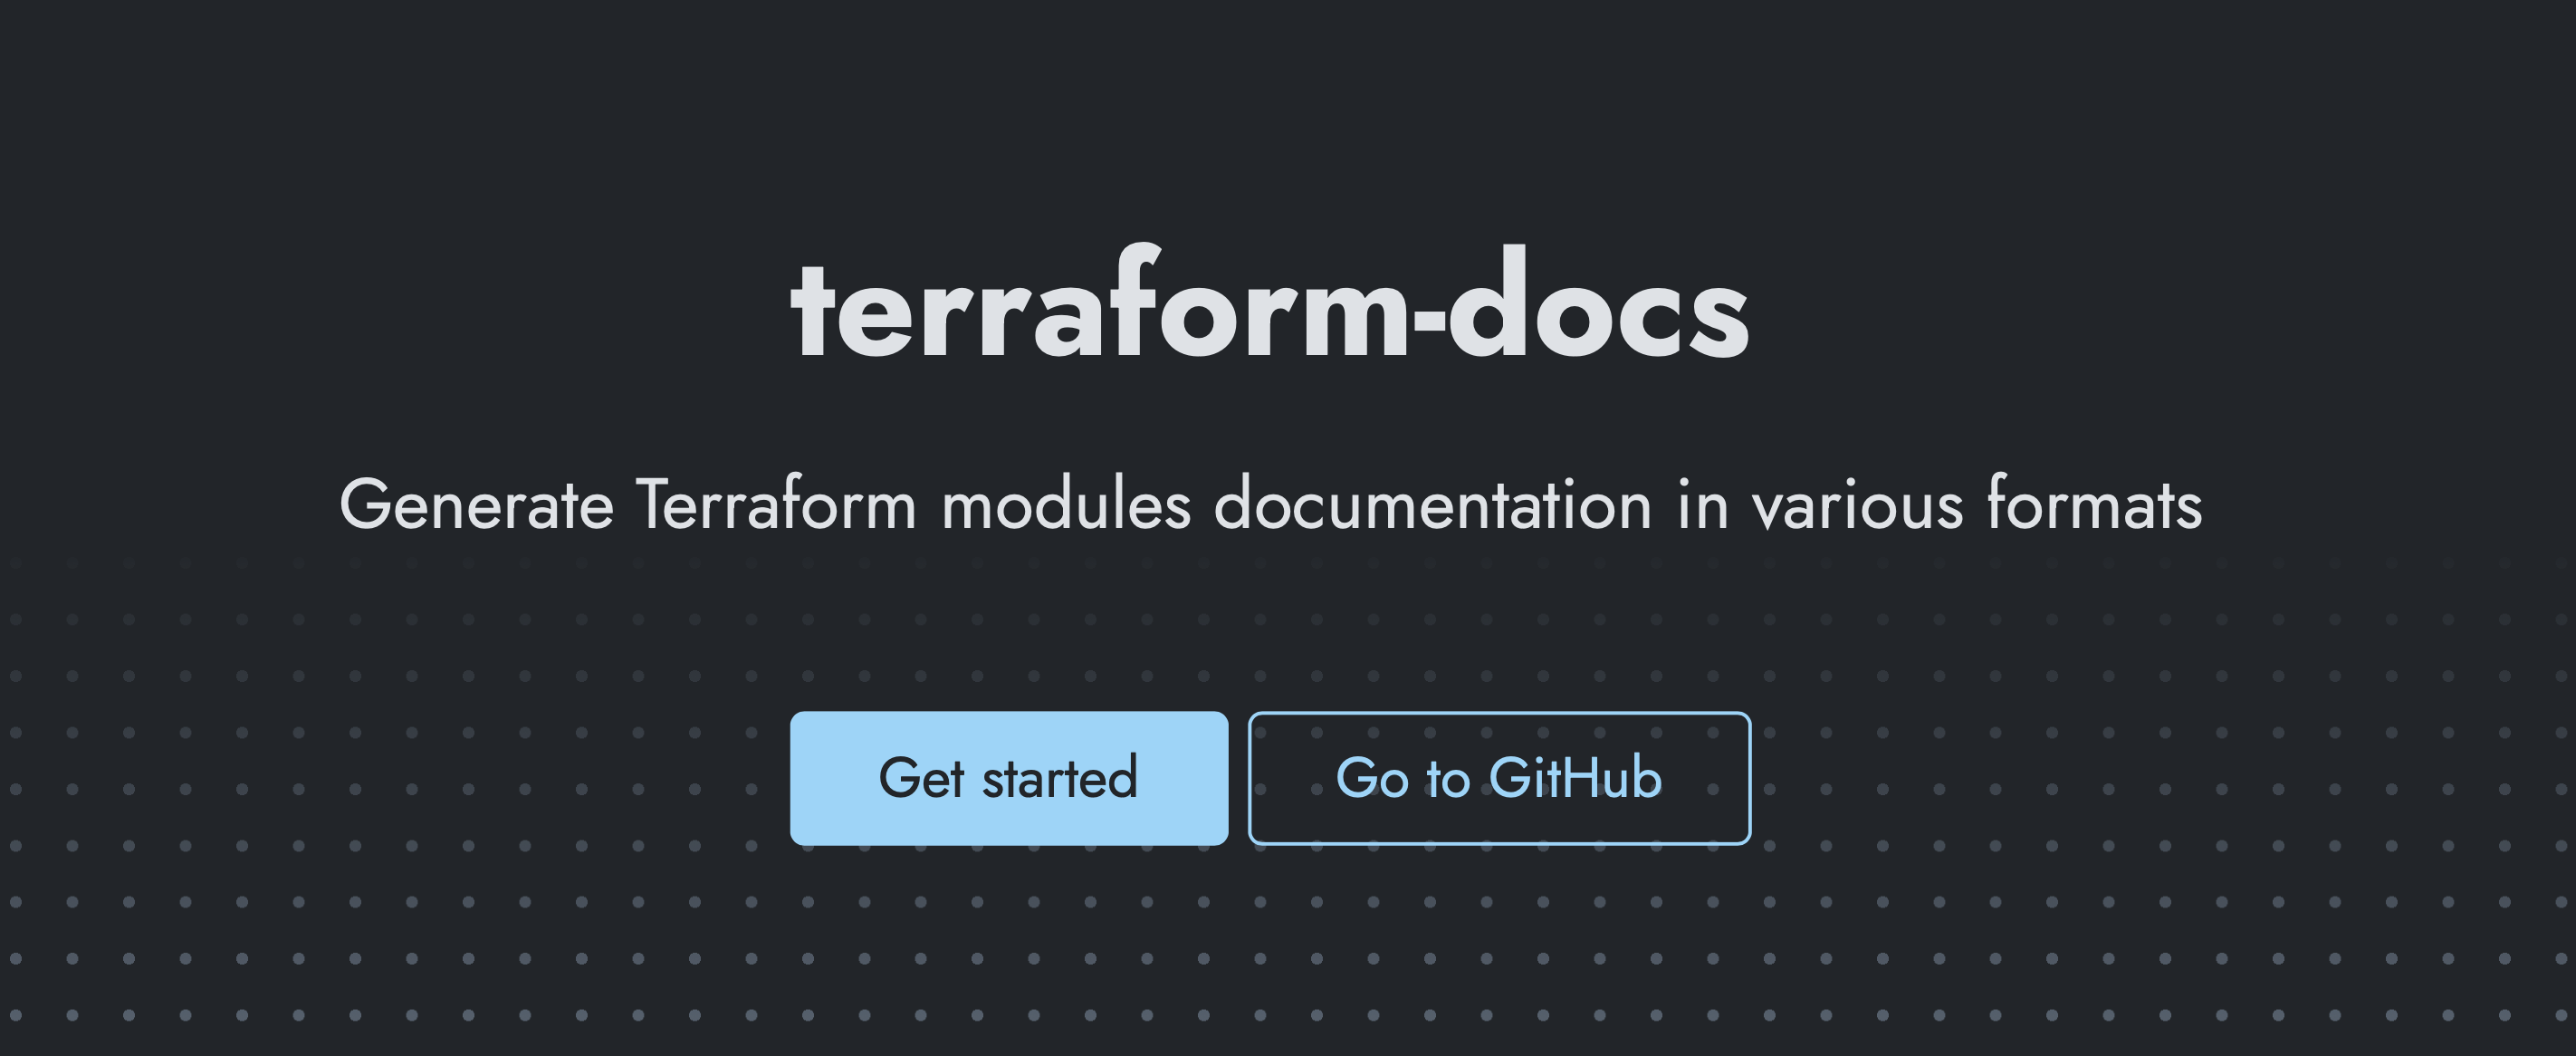 terraform-docs
Generate Terraform modules documentation in various formats
Get started
Go to GitHub